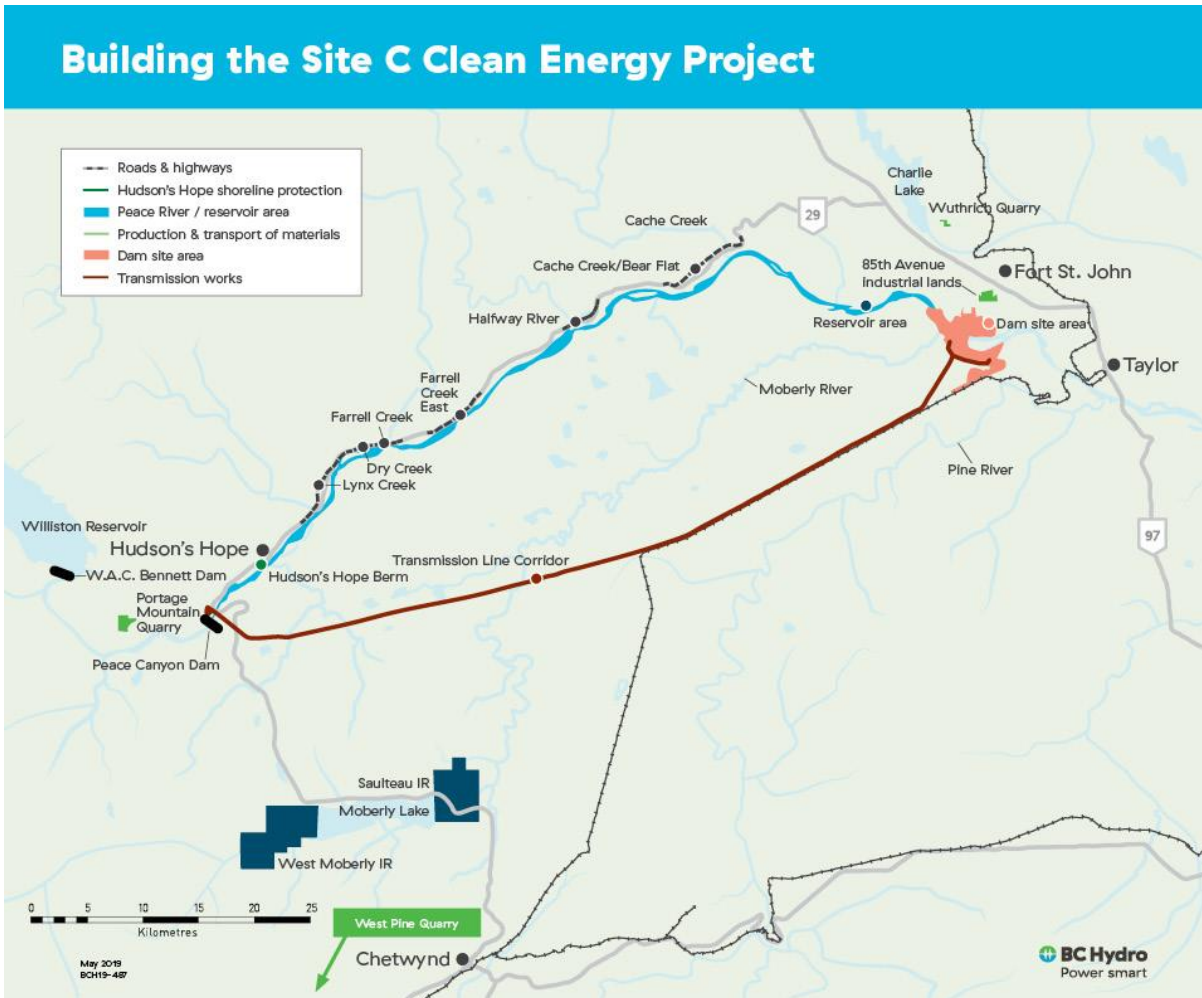 Building the Site C Clean Energy Project
Roads & highways
Hudson's Hope shoreline protection
Peace River / reservoir area
Production & transport of materials
Dam site area
Transmission works
Charlie
Lake
Wuthrich Quarry
29
Cache Creek
Cache Creek/Bear Flat
85th Avenue
industrial lands
Fort St. John
Halfway River
Reservoir area
Dam site area
Taylor
Moberly River
Farrell
Creek
East
Farrell Creek
Dry Creek
Lynx Creek
Pine River
Williston Reservoir
Hudson's Hope
97
W.A.C. Bennett Dam
Hudson's Hope Berm
Transmission Line Corridor
Portage
Mountain
Quarry
Peace Canyon Dam
Saulteau IR
Moberly Lake
West Moberly IR
0 5 10 15 20 25
Kilometres
West Pine Quarry
Chetwynd
May 2019
BCH19-487
BC Hydro
Power smart